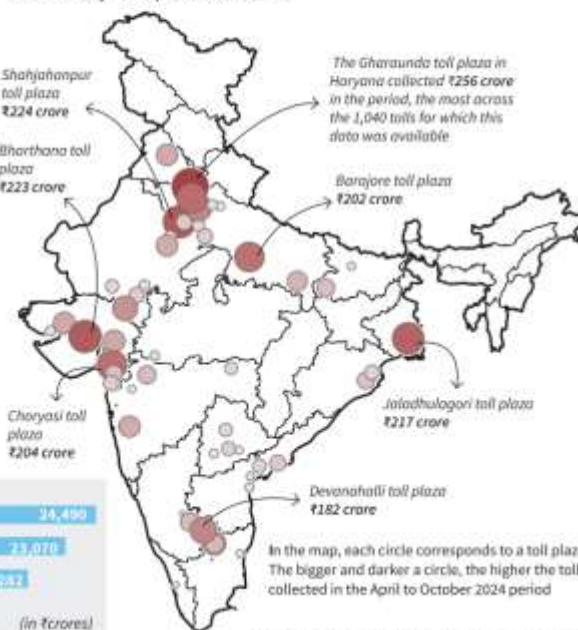 Shahjahanpur
toll plaza
₹224 crore
The Gharaunda toll plaza in
Haryana collected ₹256 crore
in the period, the most across
the 1,040 tolls for which this
data was available
Bharthana toll
plaza
₹223 crore
Barajore toll plaza
₹202 crore
Choryasi toll
plaza
₹204 crore
Jaladhulagori toll plaza
₹217 crore
Devanahalli toll plaza
₹182 crore
24,490
23,070
(in ₹crores)
In the map, each circle corresponds to a toll plaz
The bigger and darker a circle, the higher the toll
collected in the April to October 2024 period